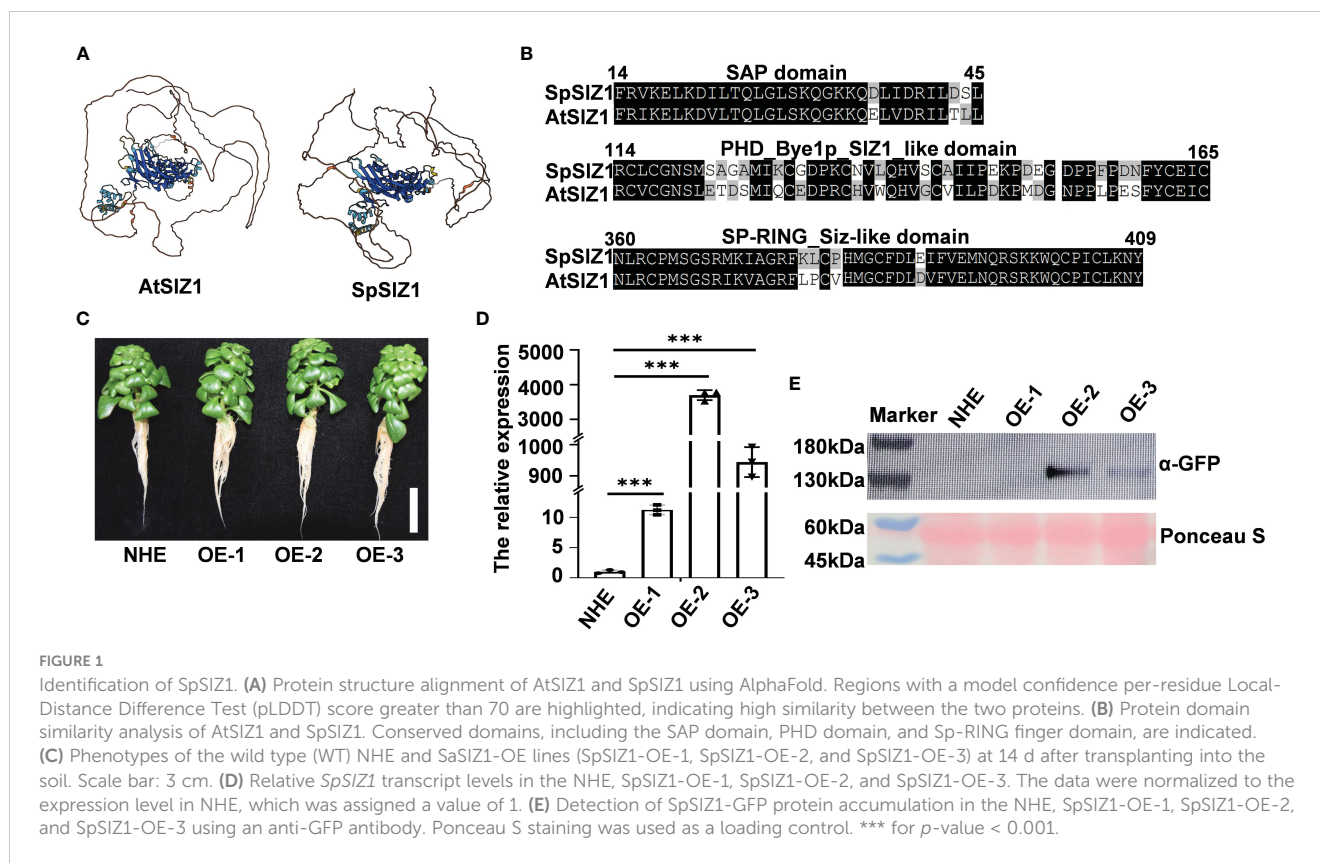 A
AtSIZ1
SpSIZ1
B
14 SAP domain 45
SpSIZ1 FRVKELKDILTQLGLSKQGKKQDLIDRILDSL
AtSIZ1 FRIKELKDVLTQLGLSKQGKKQELVDRILTLL
114 PHD_Bye1p_SIZ1_like domain 165
SpSIZ1 RCLCGNSMSAGAMIKCGDPKCNVLQHVSCAIIPEKPDEG DPPFPDNFYCEIC
AtSIZ1 RCVCGNSLETDSMIQCEDPRCHVWQHVGCVILPDKPMDG NPPLPESFYCEIC
360 SP-RING_Siz-like domain 409
SpSIZ1 NLRCPMSGSRMKIAGRFKLCPHMGCFDLEIFVEMNQRSKKWQCPICLKNY
AtSIZ1 NLRCPMSGSRIKVAGRFLPCVHMGCFDLDVFVELNQRSRKWQCPICLKNY
C
NHE OE-1 OE-2 OE-3
D
The relative expression
5000
4000
3000
1000
900
10
5
0
***
***
***
NHE
OE-1
OE-2
OE-3
E
Marker NHE OE-1 OE-2 OE-3
180kDa
130kDa
α-GFP
60kDa
45kDa
Ponceau S
FIGURE 1
Identification of SpSIZ1. (A) Protein structure alignment of AtSIZ1 and SpSIZ1 using AlphaFold. Regions with a model confidence per-residue Local-
Distance Difference Test (pLDDT) score greater than 70 are highlighted, indicating high similarity between the two proteins. (B) Protein domain
similarity analysis of AtSIZ1 and SpSIZ1. Conserved domains, including the SAP domain, PHD domain, and Sp-RING finger domain, are indicated.
(C) Phenotypes of the wild type (WT) NHE and SaSIZ1-OE lines (SpSIZ1-OE-1, SpSIZ1-OE-2, and SpSIZ1-OE-3) at 14 d after transplanting into the
soil. Scale bar: 3 cm. (D) Relative SpSIZ1 transcript levels in the NHE, SpSIZ1-OE-1, SpSIZ1-OE-2, and SpSIZ1-OE-3. The data were normalized to the
expression level in NHE, which was assigned a value of 1. (E) Detection of SpSIZ1-GFP protein accumulation in the NHE, SpSIZ1-OE-1, SpSIZ1-OE-2,
and SpSIZ1-OE-3 using an anti-GFP antibody. Ponceau S staining was used as a loading control. *** for p-value < 0.001.